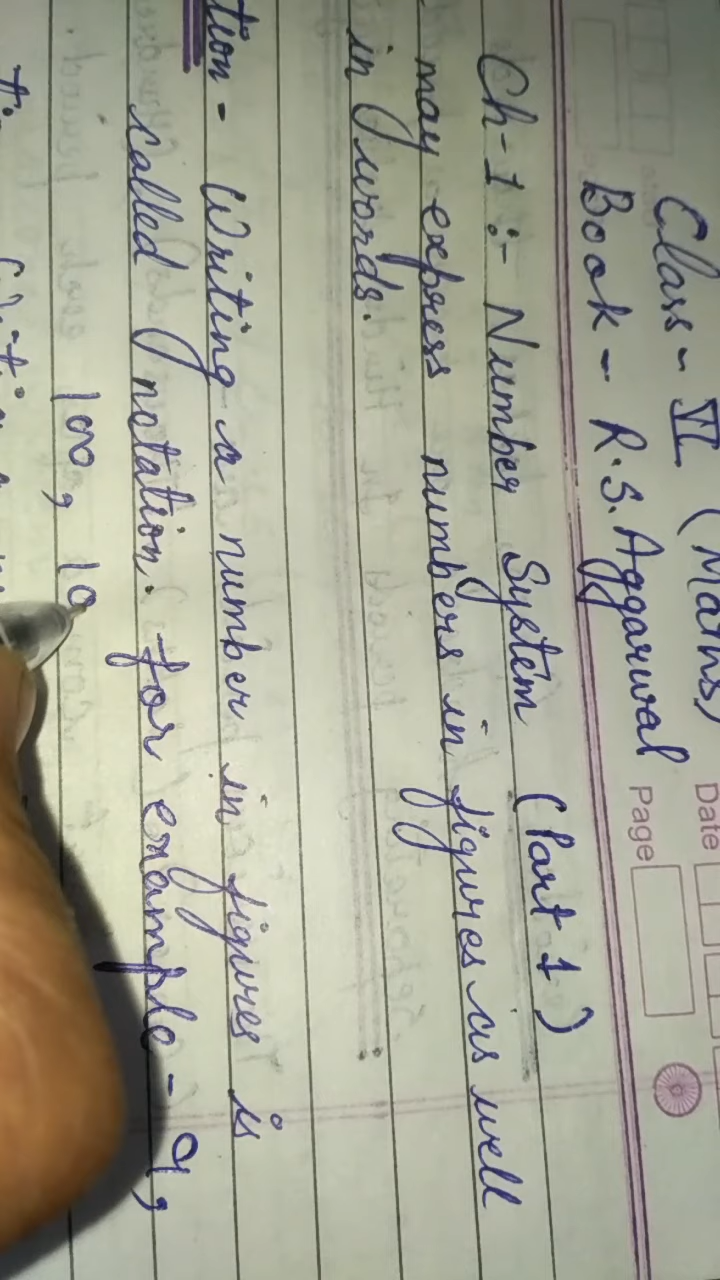 Date
Page
Class - VI (Maths)
Book - R.S. Aggarwal
Ch-1 :- Number System (Part 1)
may express numbers in figures as well
in words.
tion - Writing a number in figures is
called notation. for example - 9,
100, 10